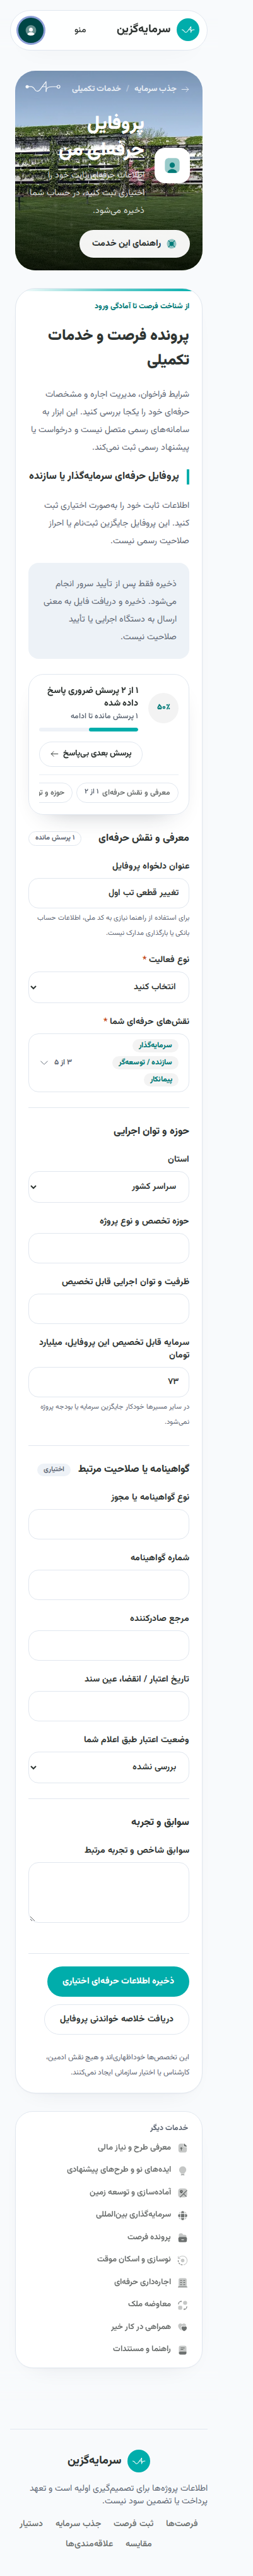 سرمایه‌گزین
منو
جذب سرمایه / خدمات تکمیلی
پروفایل
حرفه‌ای من
اطلاعات حرفه‌ای ثابت خود را
اختیاری ثبت کنید، در حساب شما
ذخیره می‌شود.
راهنمای این خدمت
از شناخت فرصت تا آمادگی ورود
پرونده فرصت و خدمات
تکمیلی
شرایط فراخوان، مدیریت اجاره و مشخصات
حرفه‌ای خود را یکجا بررسی کنید. این ابزار به
سامانه‌های رسمی متصل نیست و درخواست یا
پیشنهاد رسمی ثبت نمی‌کند.
پروفایل حرفه‌ای سرمایه‌گذار یا سازنده
اطلاعات ثابت خود را به‌صورت اختیاری ثبت
کنید. این پروفایل جایگزین ثبت‌نام یا احراز
صلاحیت رسمی نیست.
ذخیره فقط پس از تأیید سرور انجام
می‌شود. ذخیره و دریافت فایل به معنی
ارسال به دستگاه اجرایی یا تأیید
صلاحیت نیست.
۵۰٪
۱ از ۲ پرسش ضروری پاسخ
داده شده
۱ پرسش مانده تا ادامه
پرسش بعدی بی‌پاسخ
معرفی و نقش حرفه‌ای ۱ از ۲
معرفی و نقش حرفه‌ای
۱ پرسش مانده
عنوان دلخواه پروفایل
تغییر قطعی تب اول
برای استفاده از راهنما نیازی به کد ملی، اطلاعات حساب
بانکی یا بارگذاری مدارک نیست.
نوع فعالیت *
انتخاب کنید
نقش‌های حرفه‌ای شما *
سرمایه‌گذار
سازنده / توسعه‌گر
پیمانکار
۳ از ۵
حوزه و توان اجرایی
استان
سراسر کشور
حوزه تخصص و نوع پروژه
ظرفیت و توان اجرایی قابل تخصیص
سرمایه قابل تخصیص این پروفایل، میلیارد
تومان
۷۳
در سایر مسیرها خودکار جایگزین سرمایه یا بودجه پروژه
نمی‌شود.
گواهینامه یا صلاحیت مرتبط
اختیاری
نوع گواهینامه یا مجوز
شماره گواهینامه
مرجع صادرکننده
تاریخ اعتبار / انقضا، عین سند
وضعیت اعتبار طبق اعلام شما
بررسی نشده
سوابق و تجربه
سوابق شاخص و تجربه مرتبط
ذخیره اطلاعات حرفه‌ای اختیاری
دریافت خلاصه خواندنی پروفایل
این تخصص‌ها خوداظهاری‌اند و هیچ نقش ادمین،
کارشناس یا اختیار سازمانی ایجاد نمی‌کنند.
خدمات دیگر
معرفی طرح و نیاز مالی
ایده‌های نو و طرح‌های پیشنهادی
آماده‌سازی و توسعه زمین
سرمایه‌گذاری بین‌المللی
پرونده فرصت
نوسازی و اسکان موقت
اجاره‌داری حرفه‌ای
معاوضه ملک
همراهی در کار خیر
راهنما و مستندات
سرمایه‌گزین
اطلاعات پروژه‌ها برای تصمیم‌گیری اولیه است و تعهد
پرداخت یا تضمین سود نیست.
فرصت‌ها ثبت فرصت جذب سرمایه دستیار
مقایسه علاقه‌مندی‌ها